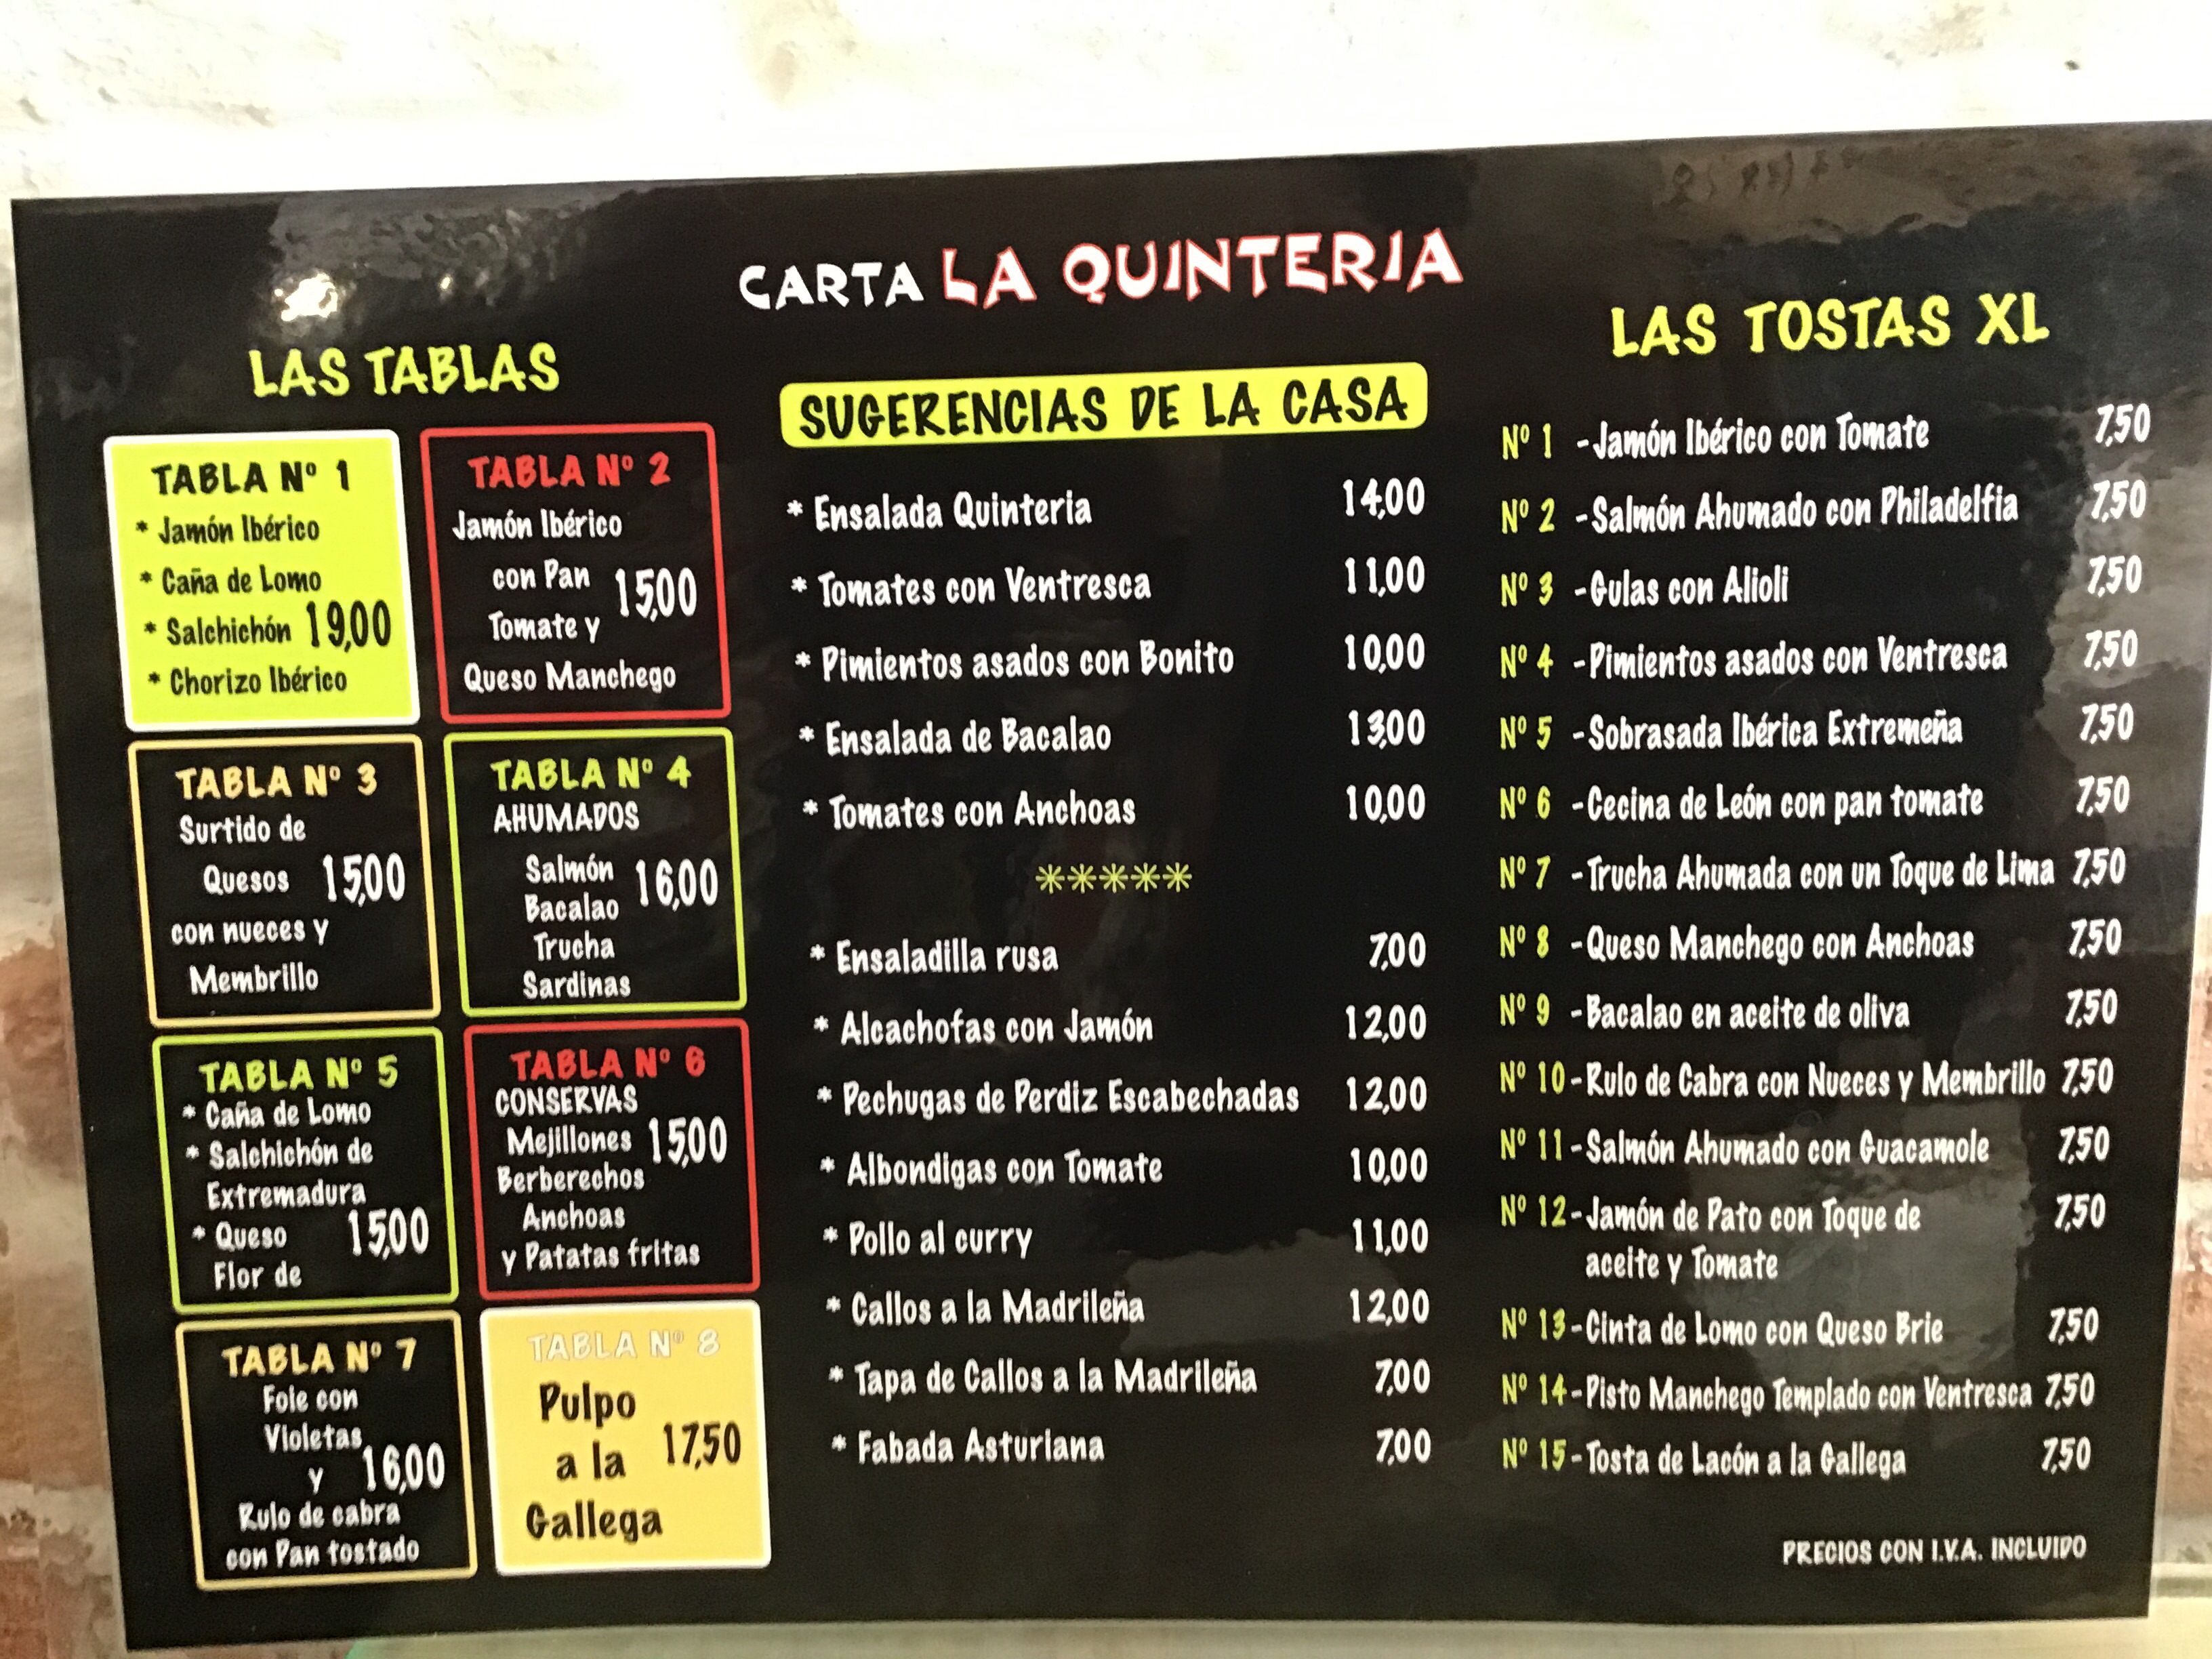 CARTA LA QUINTERIA
LAS TABLAS
TABLA Nº 1
* Jamón Ibérico
* Caña de Lomo
* Salchichón 19,00
* Chorizo Ibérico
TABLA Nº 2
Jamón Ibérico
con Pan 15,00
Tomate y
Queso Manchego
TABLA Nº 3
Surtido de
Quesos 15,00
con nueces y
Membrillo
TABLA Nº 4
AHUMADOS
Salmón 16,00
Bacalao
Trucha
Sardinas
TABLA Nº 5
* Caña de Lomo
* Salchichón de
Extremadura
* Queso 15,00
Flor de
TABLA Nº 6
CONSERVAS
Mejillones 15,00
Berberechos
Anchoas
y Patatas fritas
TABLA Nº 7
Foie con
Violetas
y 16,00
Rulo de cabra
con Pan tostado
TABLA Nº 8
Pulpo
a la 17,50
Gallega
SUGERENCIAS DE LA CASA
* Ensalada Quinteria 14,00
* Tomates con Ventresca 11,00
* Pimientos asados con Bonito 10,00
* Ensalada de Bacalao 13,00
* Tomates con Anchoas 10,00
*****
* Ensaladilla rusa 7,00
* Alcachofas con Jamón 12,00
* Pechugas de Perdiz Escabechadas 12,00
* Albondigas con Tomate 10,00
* Pollo al curry 11,00
* Callos a la Madrileña 12,00
* Tapa de Callos a la Madrileña 7,00
* Fabada Asturiana 7,00
LAS TOSTAS XL
Nº 1 -Jamón Ibérico con Tomate 7,50
Nº 2 -Salmón Ahumado con Philadelfia 7,50
Nº 3 -Gulas con Alioli 7,50
Nº 4 -Pimientos asados con Ventresca 7,50
Nº 5 -Sobrasada Ibérica Extremeña 7,50
Nº 6 -Cecina de León con pan tomate 7,50
Nº 7 -Trucha Ahumada con un Toque de Lima 7,50
Nº 8 -Queso Manchego con Anchoas 7,50
Nº 9 -Bacalao en aceite de oliva 7,50
Nº 10-Rulo de Cabra con Nueces y Membrillo 7,50
Nº 11-Salmón Ahumado con Guacamole 7,50
Nº 12-Jamón de Pato con Toque de 7,50
aceite y Tomate
Nº 13-Cinta de Lomo con Queso Brie 7,50
Nº 14-Pisto Manchego Templado con Ventresca 7,50
Nº 15-Tosta de Lacón a la Gallega 7,50
PRECIOS CON I.V.A. INCLUIDO